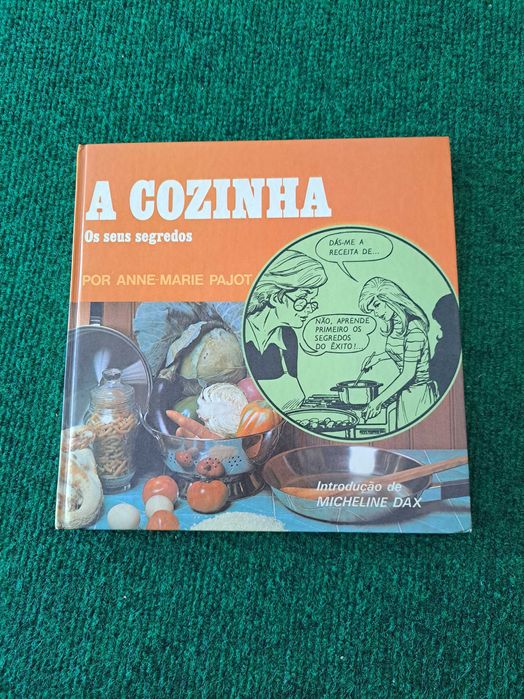 A COZINHA
Os seus segredos
POR ANNE-MARIE PAJOT
DÁS-ME A
RECEITA DE...
NÃO, APRENDE
PRIMEIRO OS
SEGREDOS
DO ÊXITO!...
Introdução de
MICHELINE DAX